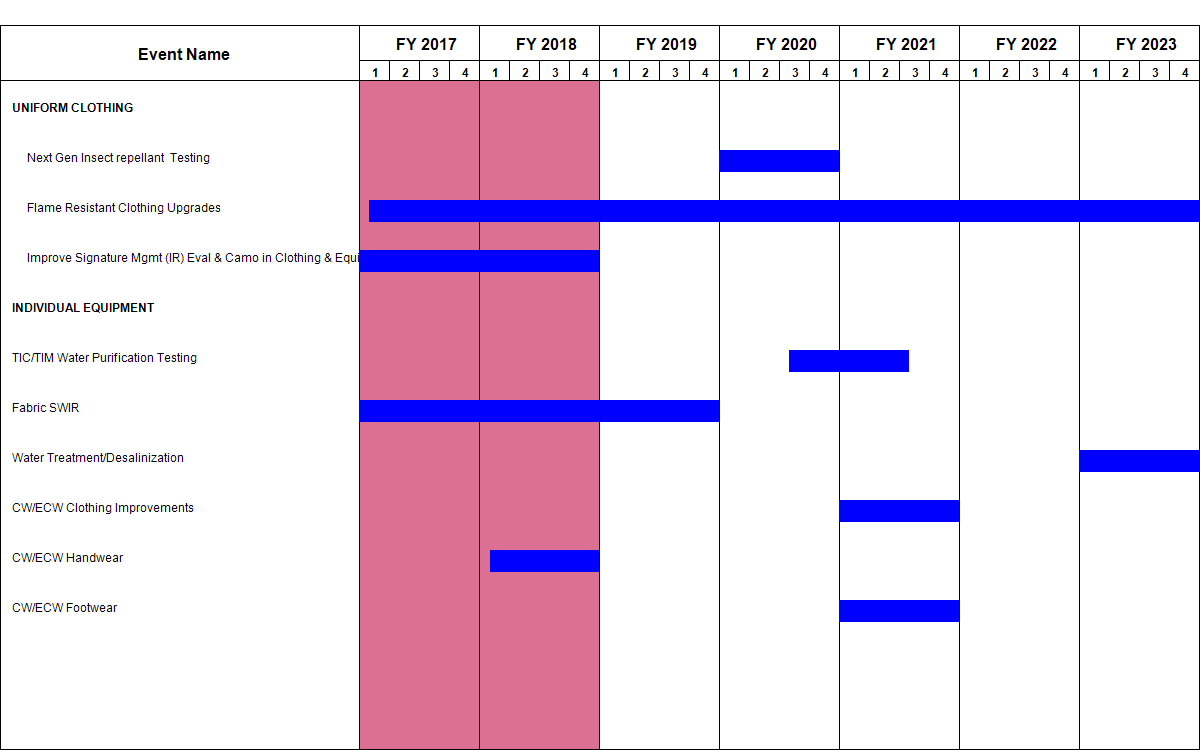 Event Name
FY 2017 FY 2018 FY 2019 FY 2020 FY 2021 FY 2022 FY 2023
1 2 3 4 1 2 3 4 1 2 3 4 1 2 3 4 1 2 3 4 1 2 3 4 1 2 3 4
UNIFORM CLOTHING
Next Gen Insect repellant Testing
Flame Resistant Clothing Upgrades
Improve Signature Mgmt (IR) Eval & Camo in Clothing & Equi
INDIVIDUAL EQUIPMENT
TIC/TIM Water Purification Testing
Fabric SWIR
Water Treatment/Desalinization
CW/ECW Clothing Improvements
CW/ECW Handwear
CW/ECW Footwear